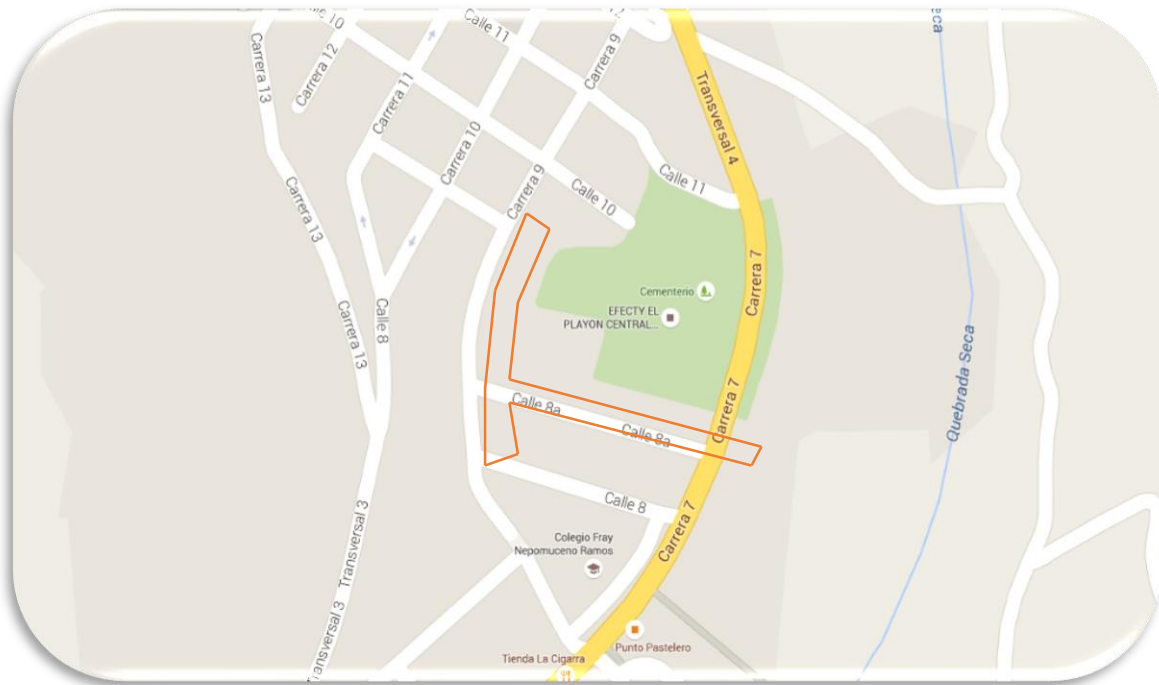 Calle 10
Calle 11
Seca
Carrera 13
Carrera 12
Carrera 11
Carrera 9
Transversal 4
Carrera 10
Calle 11
Carrera 9
Calle 10
Carrera 13
Carrera 7
Cementerio
EFECTY EL
PLAYON CENTRAL...
Calle 8
Carrera 13
Quebrada Seca
Carrera 7
Calle 8a
Calle 8a
Calle 8
Carrera 7
Transversal 3
Colegio Fray
Nepomuceno Ramos
Transversal 3
Punto Pastelero
Tienda La Cigarra